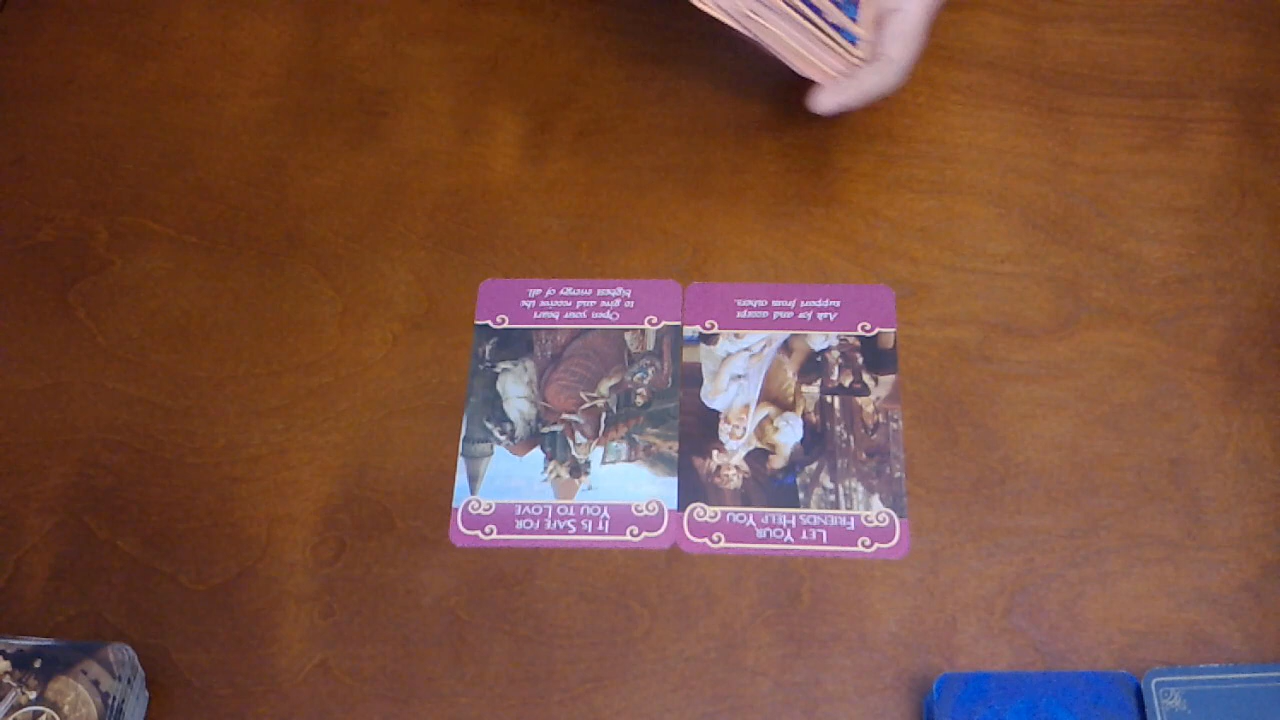 LET YOUR
FRIENDS HELP YOU
Ask for and accept
support from others.
IT IS SAFE FOR
YOU TO LOVE
Open your heart
to give and receive the
highest energy of all.